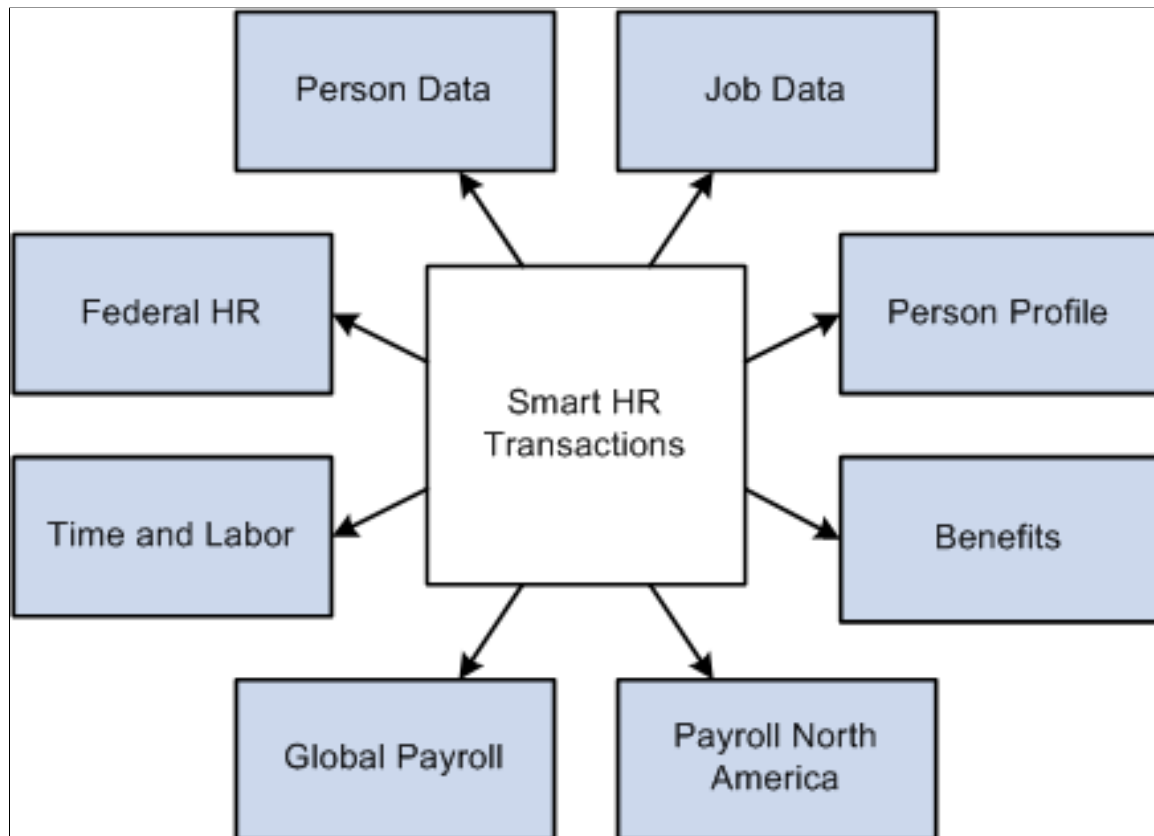 Person Data
Job Data
Federal HR
Person Profile
Smart HR
Transactions
Time and Labor
Benefits
Global Payroll
Payroll North
America